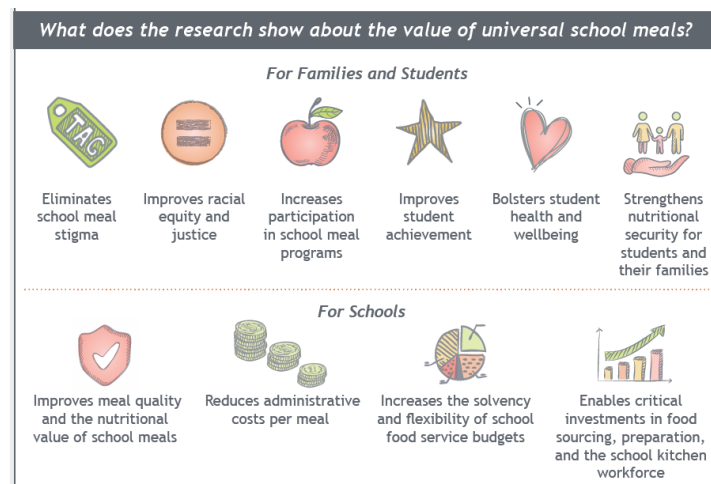 What does the research show about the value of universal school meals?
For Families and Students
TAG
Eliminates
school meal
stigma
Improves racial
equity and
justice
Increases
participation
in school meal
programs
Improves
student
achievement
Bolsters student
health and
wellbeing
Strengthens
nutritional
security for
students and
their families
For Schools
Improves meal quality
and the nutritional
value of school meals
Reduces administrative
costs per meal
Increases the solvency
and flexibility of school
food service budgets
Enables critical
investments in food
sourcing, preparation,
and the school kitchen
workforce